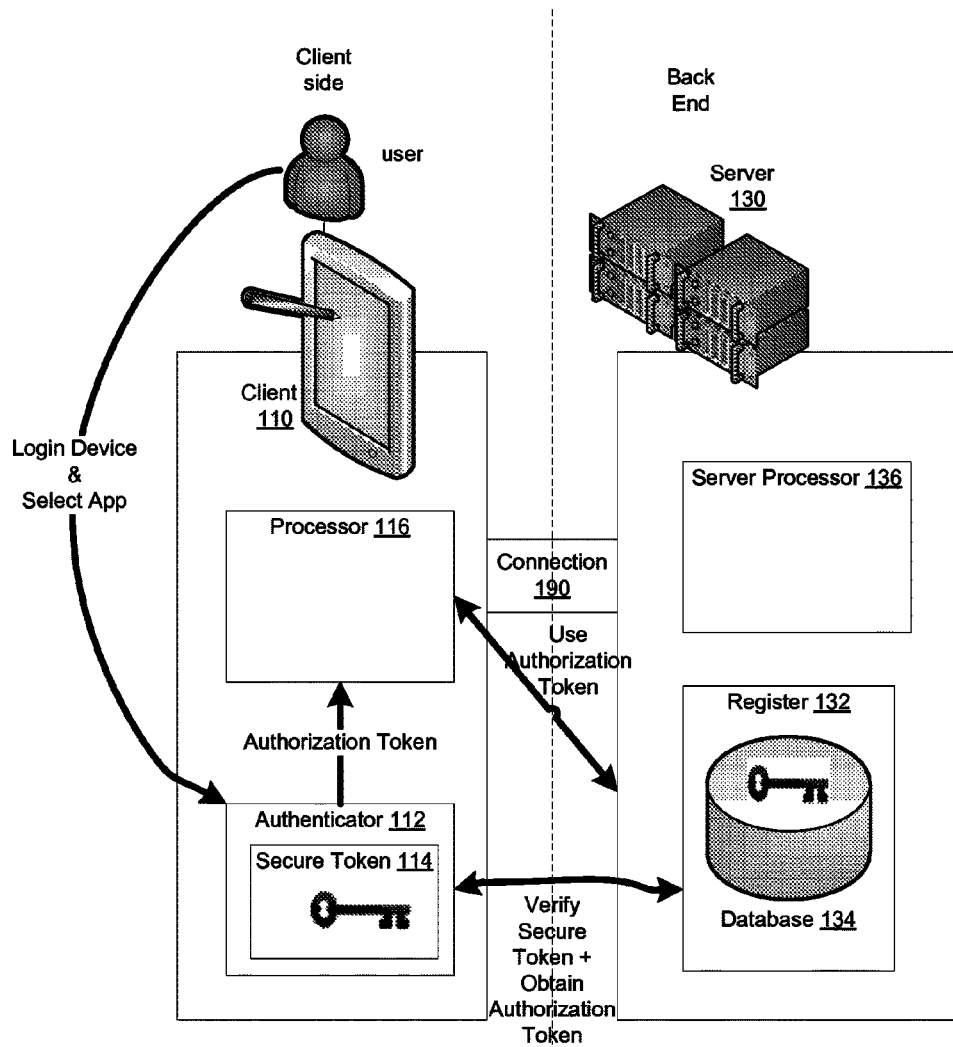 Client
side
user
Back
End
Server
130
Client
110
Login Device
&
Select App
Processor 116
Server Processor 136
Connection
190
Use
Authorization
Token
Authorization Token
Register 132
Authenticator 112
Secure Token 114
Database 134
Verify
Secure
Token +
Obtain
Authorization
Token